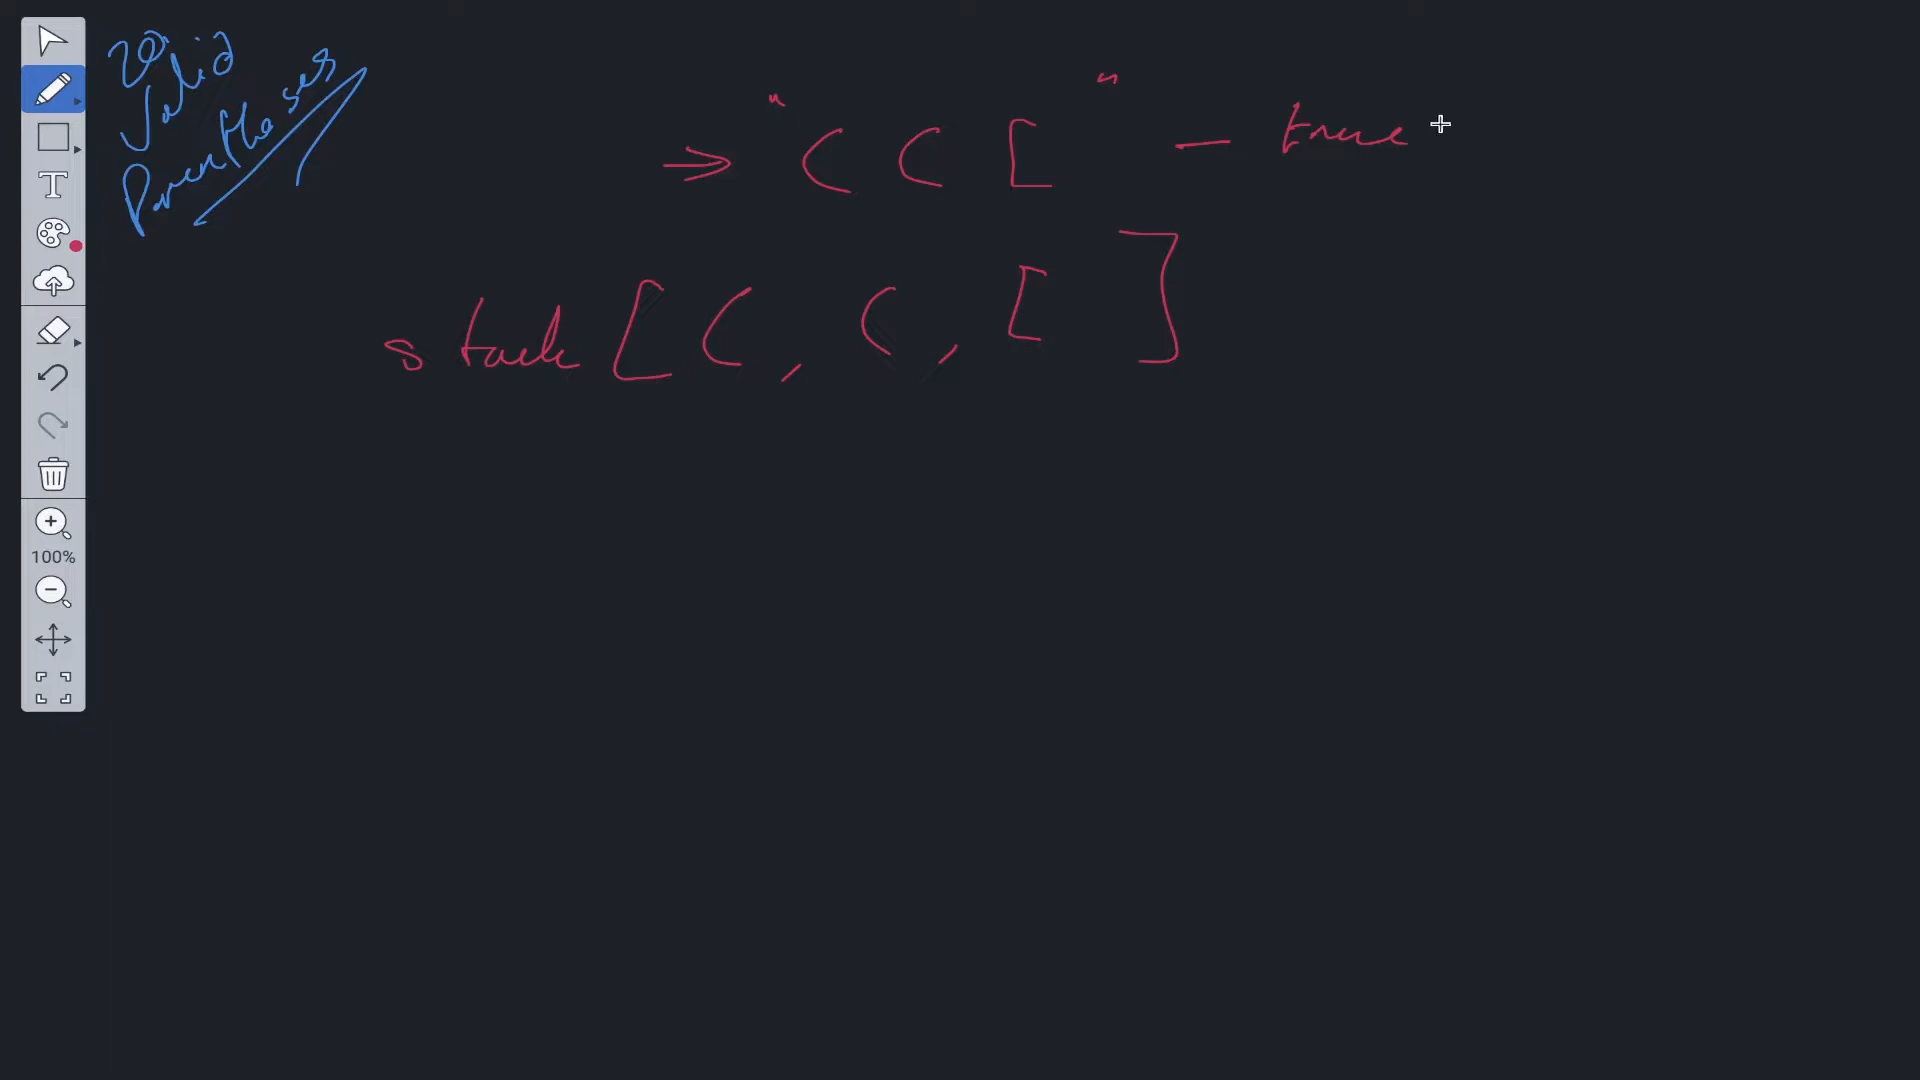 20.
Valid
Parentheses
⇒ " ( ( [ " — true
stack [ ( , ( , [ ]
T
100%